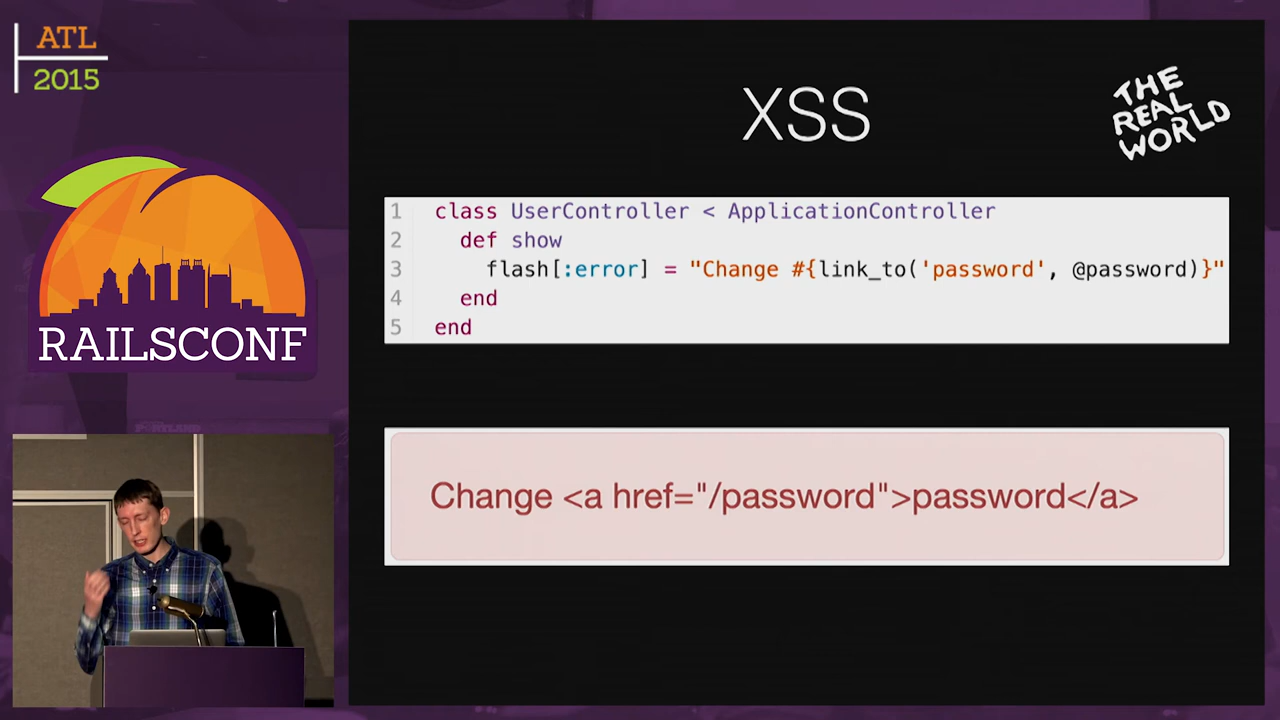 ATL
2015
RAILSCONF
XSS
THE
REAL
WORLD
1 class UserController < ApplicationController
2 def show
3 flash[:error] = "Change #{link_to('password', @password)}"
4 end
5 end
Change <a href="/password">password</a>